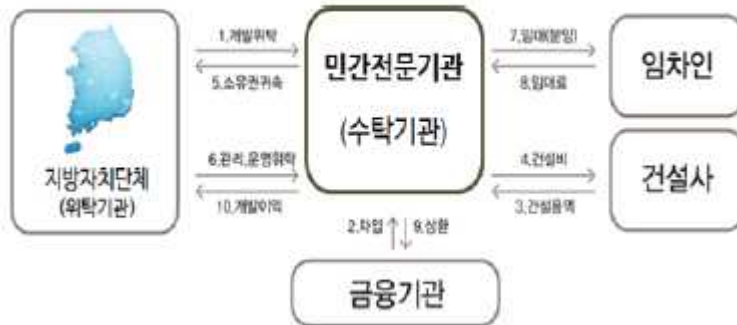 1.개발위탁
5.소유권귀속
6.관리,운영위탁
10.개발이익
지방자치단체
(위탁기관)
민간전문기관
(수탁기관)
7.임대(분양)
8.임대료
4.건설비
3.건설용역
임차인
건설사
2.차입
9.상환
금융기관